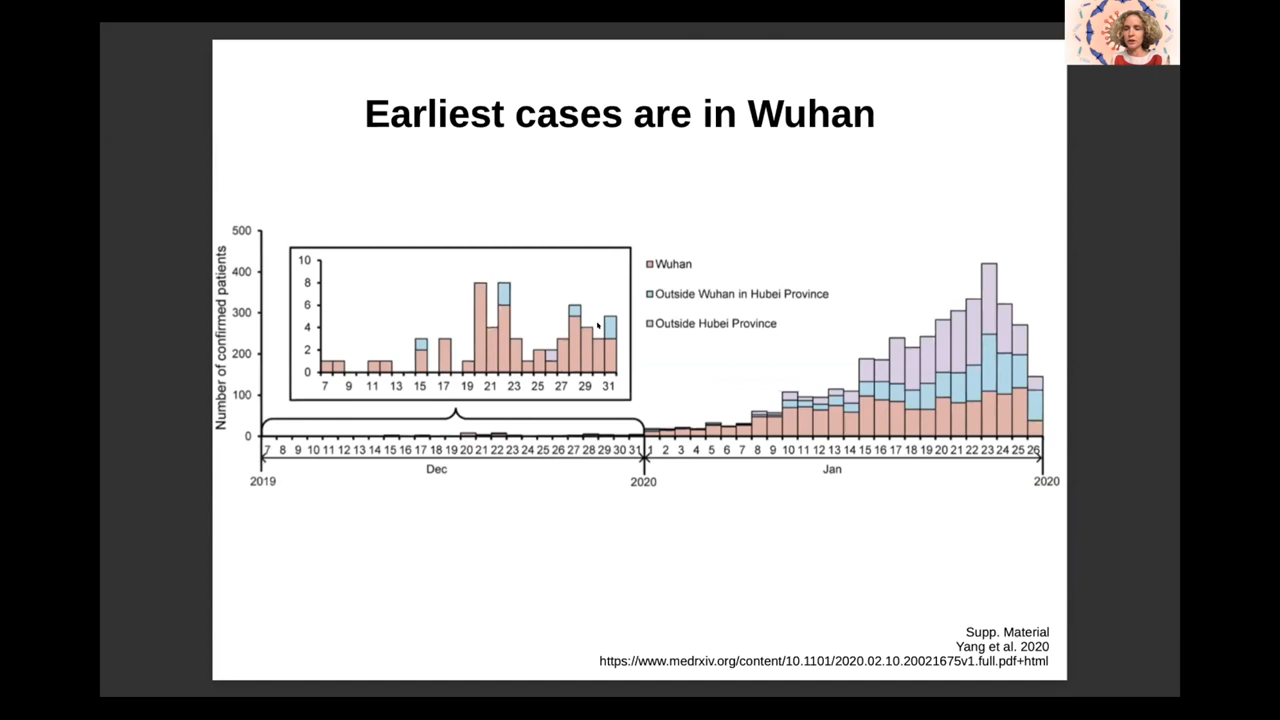 Earliest cases are in Wuhan
Number of confirmed patients
500
400
300
200
100
0
10
8
6
4
2
0
7 9 11 13 15 17 19 21 23 25 27 29 31
Wuhan
Outside Wuhan in Hubei Province
Outside Hubei Province
7 8 9 10 11 12 13 14 15 16 17 18 19 20 21 22 23 24 25 26 27 28 29 30 31 1 2 3 4 5 6 7 8 9 10 11 12 13 14 15 16 17 18 19 20 21 22 23 24 25 26
Dec Jan
2019 2020 2020
Supp. Material
Yang et al. 2020
https://www.medrxiv.org/content/10.1101/2020.02.10.20021675v1.full.pdf+html